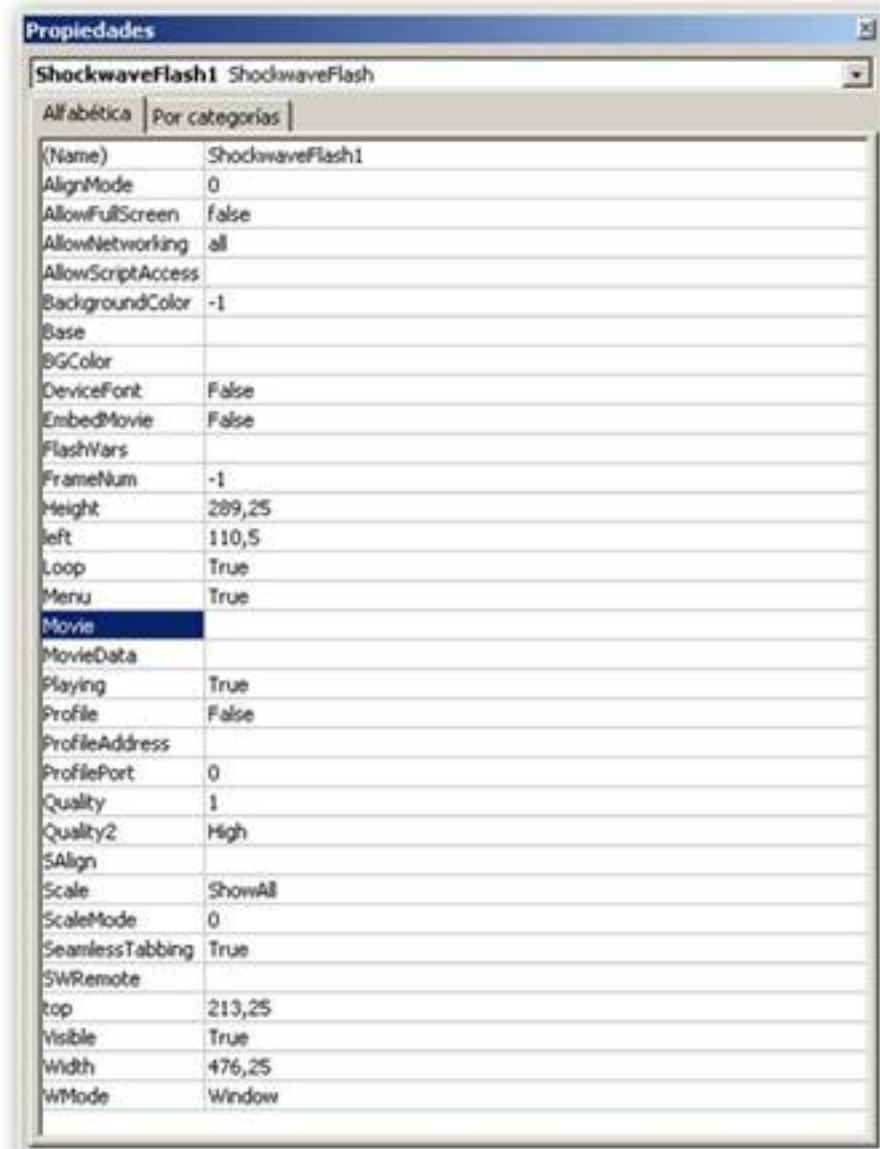 Propiedades
ShockwaveFlash1 ShockwaveFlash
Alfabética Por categorías
(Name) ShockwaveFlash1
AlignMode 0
AllowFullScreen false
AllowNetworking all
AllowScriptAccess
BackgroundColor -1
Base
BGColor
DeviceFont False
EmbedMovie False
FlashVars
FrameNum -1
Height 289,25
left 110,5
Loop True
Menu True
Movie
MovieData
Playing True
Profile False
ProfileAddress
ProfilePort 0
Quality 1
Quality2 High
SAlign
Scale ShowAll
ScaleMode 0
SeamlessTabbing True
SWRemote
top 213,25
Visible True
Width 476,25
WMode Window